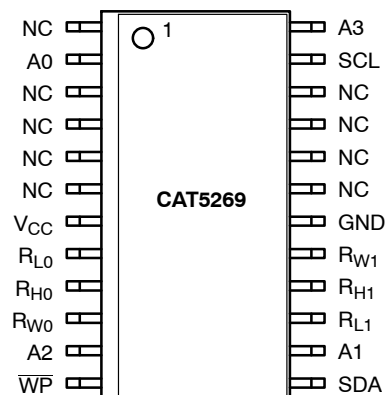 NC 1 A3
A0 SCL
NC NC
NC NC
NC NC
NC CAT5269 NC
VCC GND
RL0 RW1
RH0 RH1
RW0 RL1
A2 A1
WP SDA